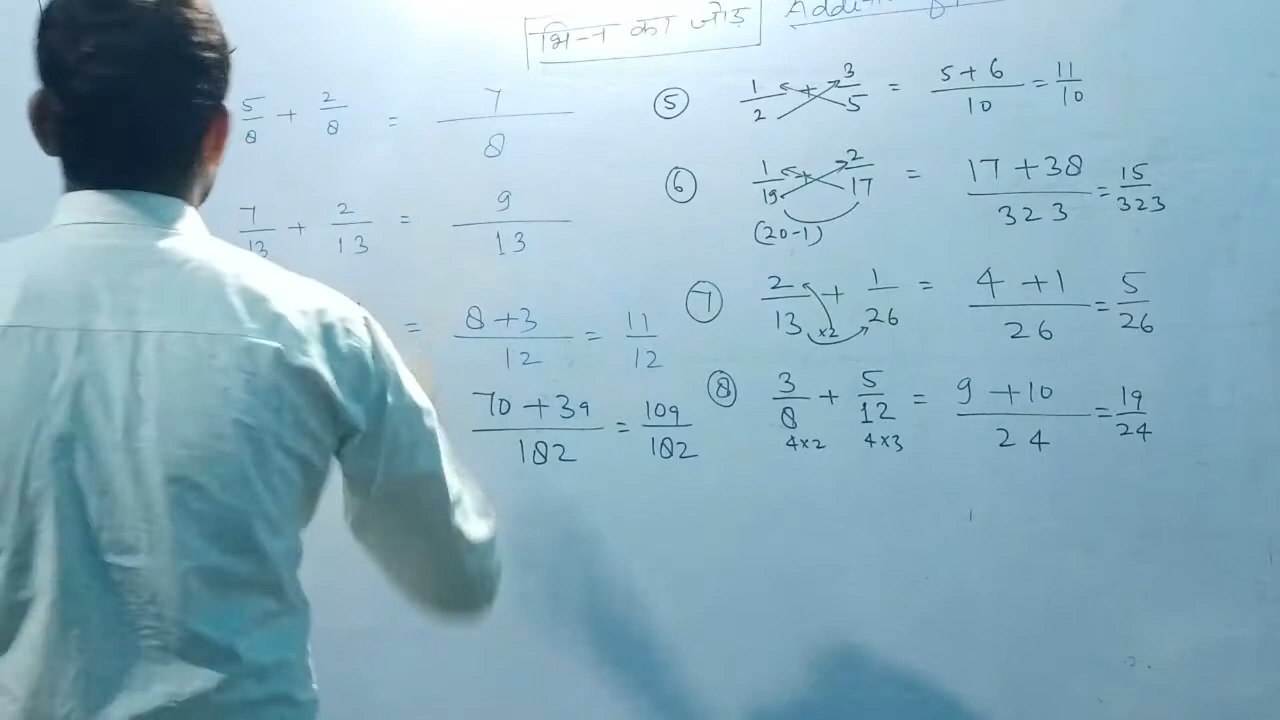 भिन्न का जोड़ Addition of
5/8 + 2/8 = 7/8
7/13 + 2/13 = 9/13
= 8+3/12 = 11/12
70+39/182 = 109/182
⑤ 1/2 + 3/5 = 5+6/10 = 11/10
⑥ 1/19 + 2/17 = 17+38/323 = 15/323
(20-1)
⑦ 2/13 + 1/26 = 4+1/26 = 5/26
×2
⑧ 3/8 + 5/12 = 9+10/24 = 19/24
4×2 4×3